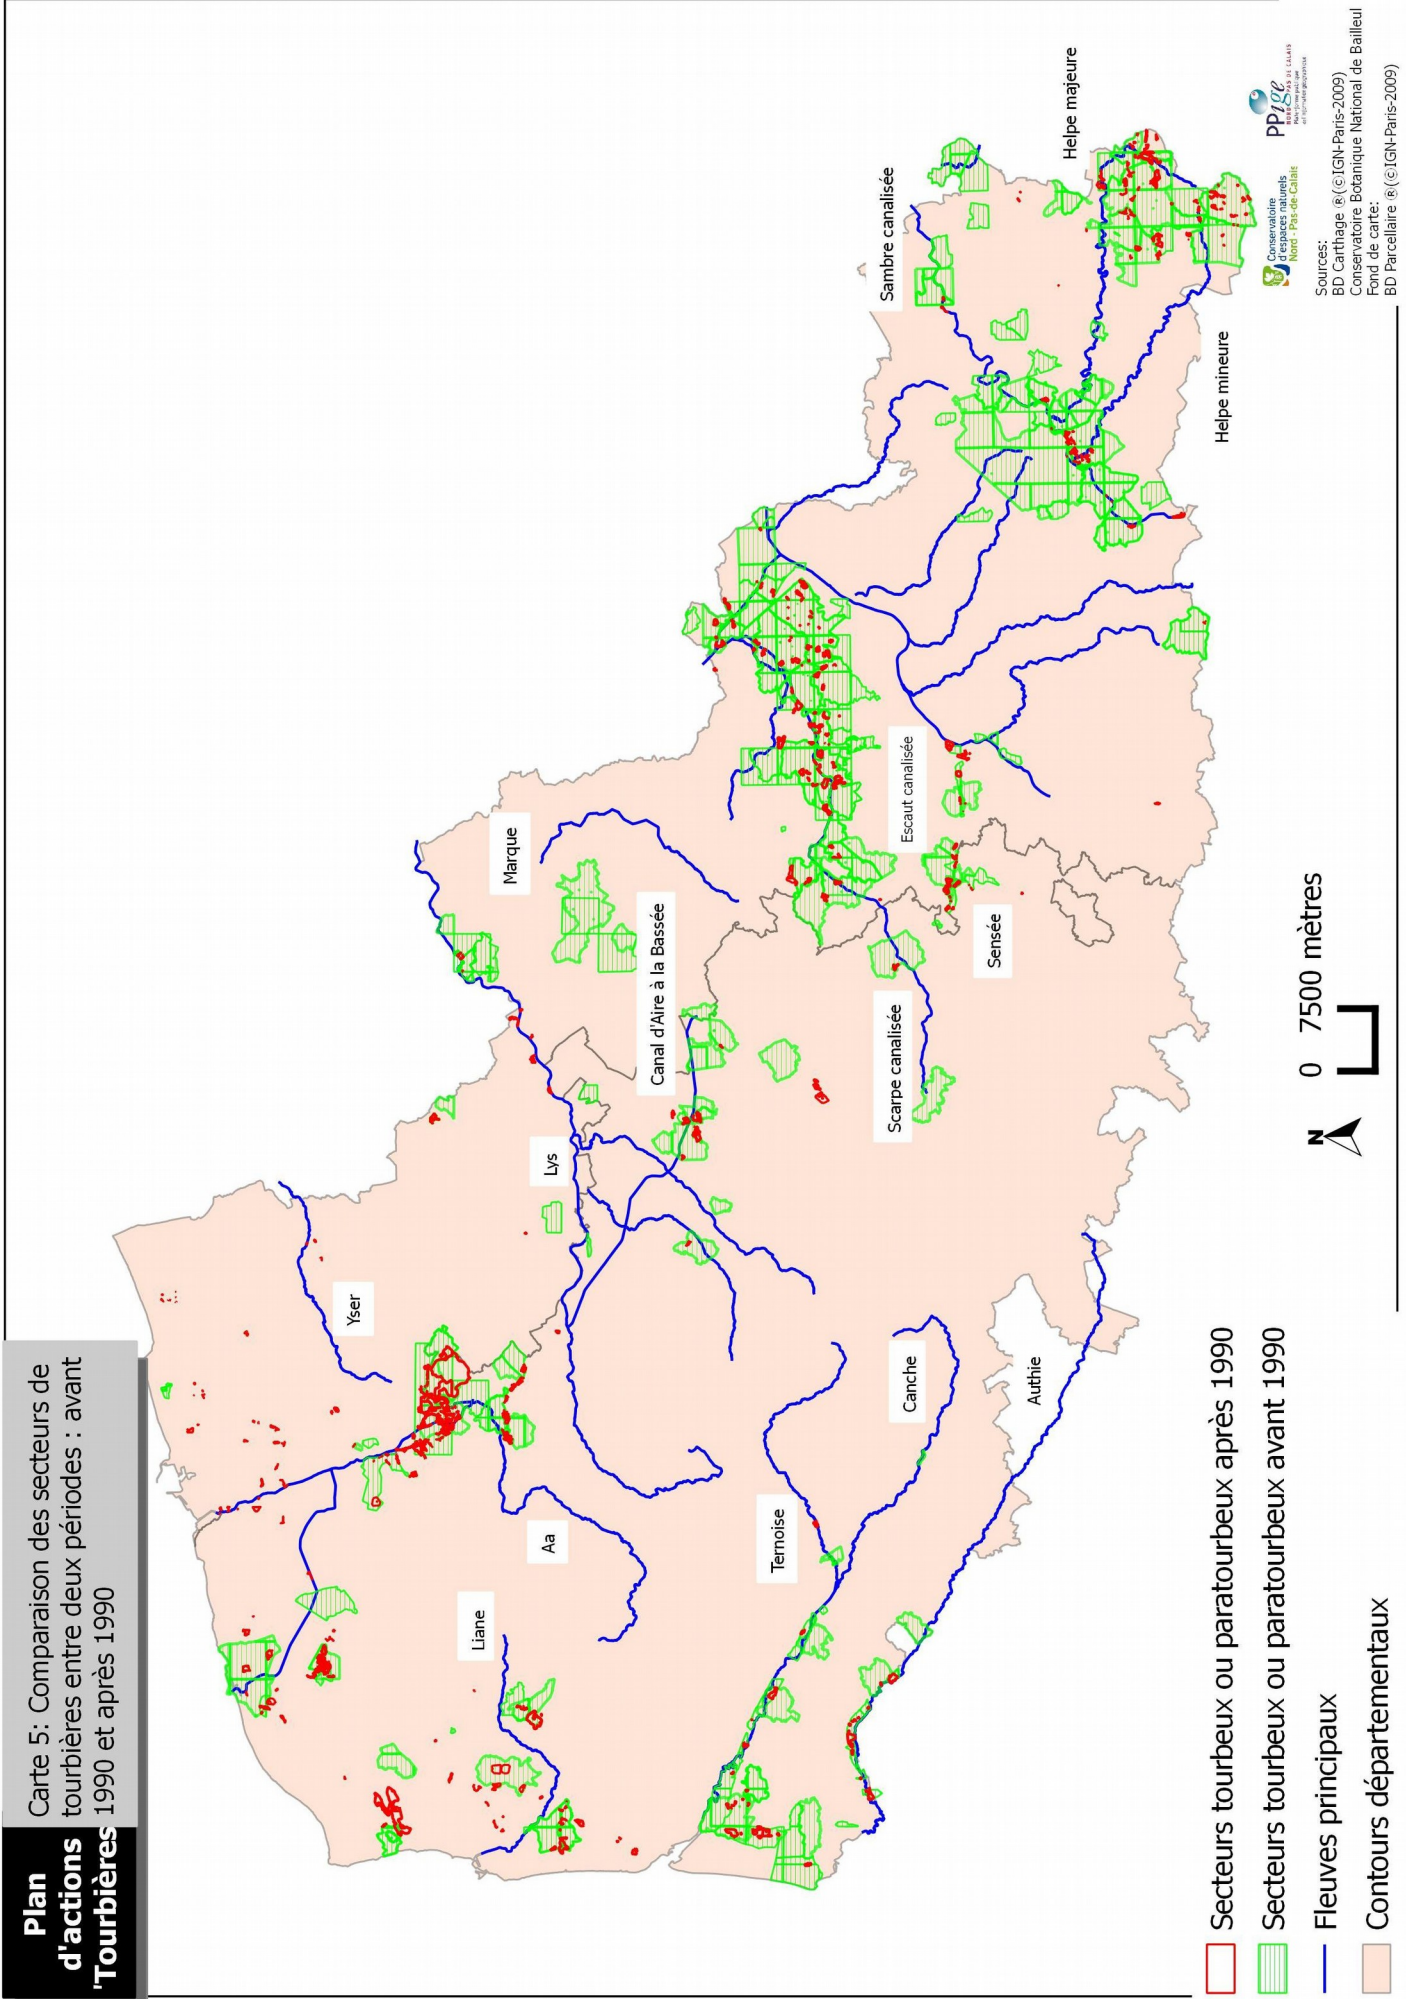 Plan
d'actions
'Tourbières
Carte 5: Comparaison des secteurs de
tourbières entre deux périodes : avant
1990 et après 1990
Yser
Aa
Liane
Lys
Marque
Canal d'Aire à la Bassée
Ternoise
Canche
Authie
Scarpe canalisée
Sensée
Escaut canalisée
Sambre canalisée
Helpe majeure
Helpe mineure
Secteurs tourbeux ou paratourbeux après 1990
Secteurs tourbeux ou paratourbeux avant 1990
Fleuves principaux
Contours départementaux
N
0 7500 mètres
Conservatoire
d'espaces naturels
Nord - Pas-de-Calais
PPige
NORD PAS DE CALAIS
Sources:
BD Carthage ®(©IGN-Paris-2009)
Conservatoire Botanique National de Bailleul
Fond de carte:
BD Parcellaire ®(©IGN-Paris-2009)